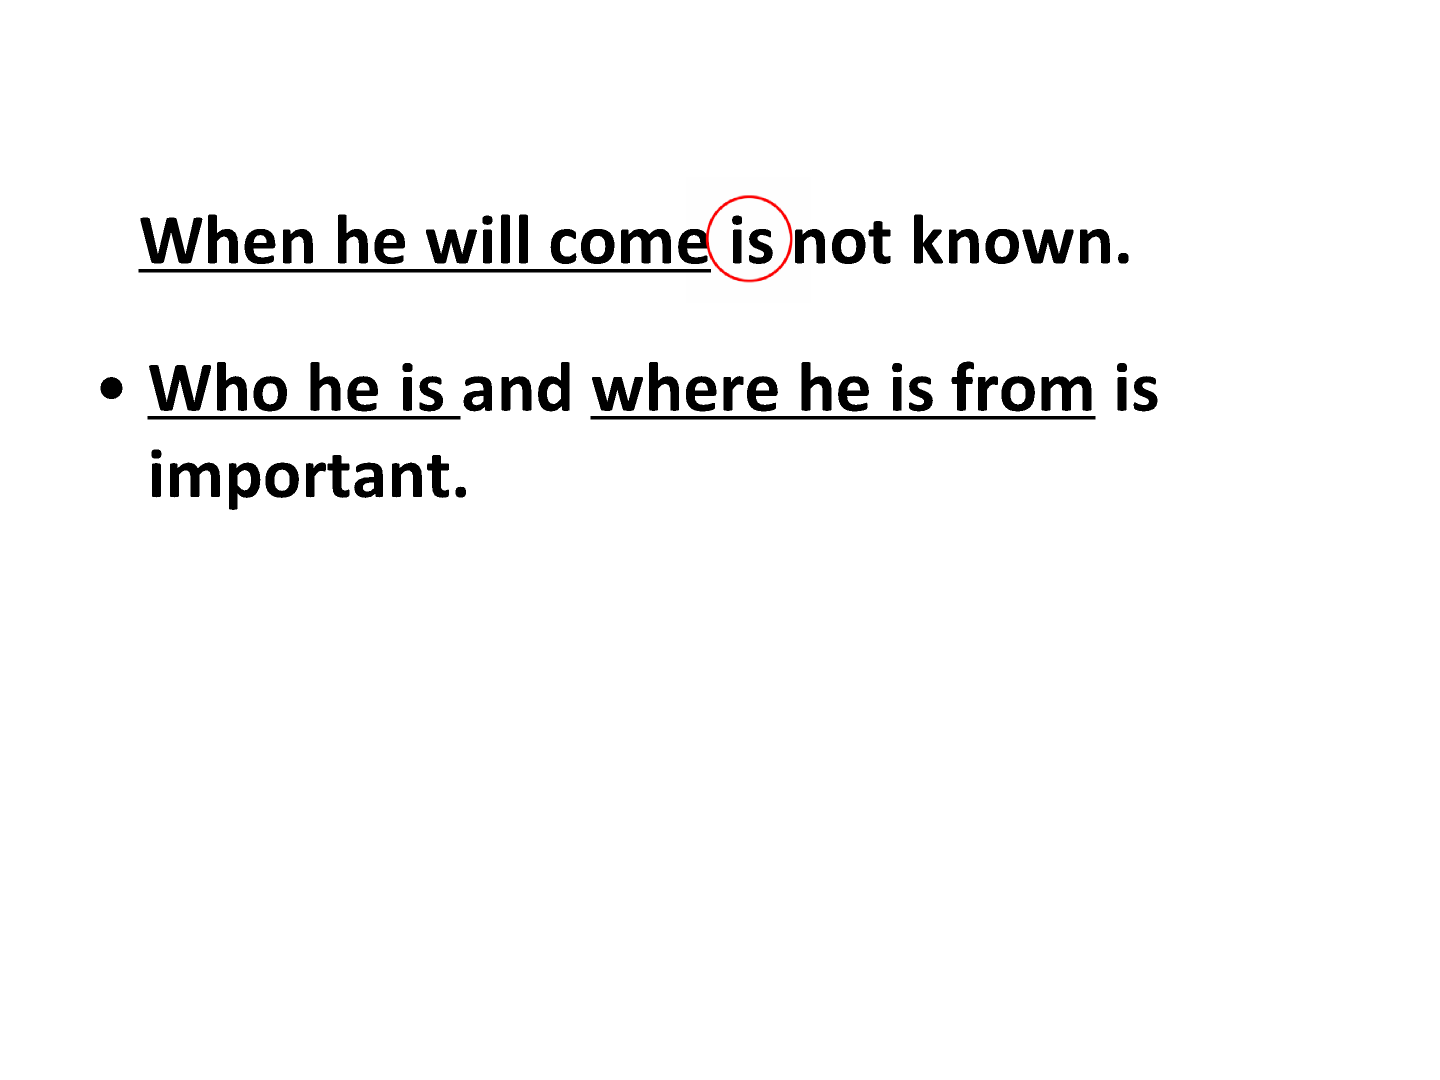 When he will come is not known.
• Who he is and where he is from is
important.